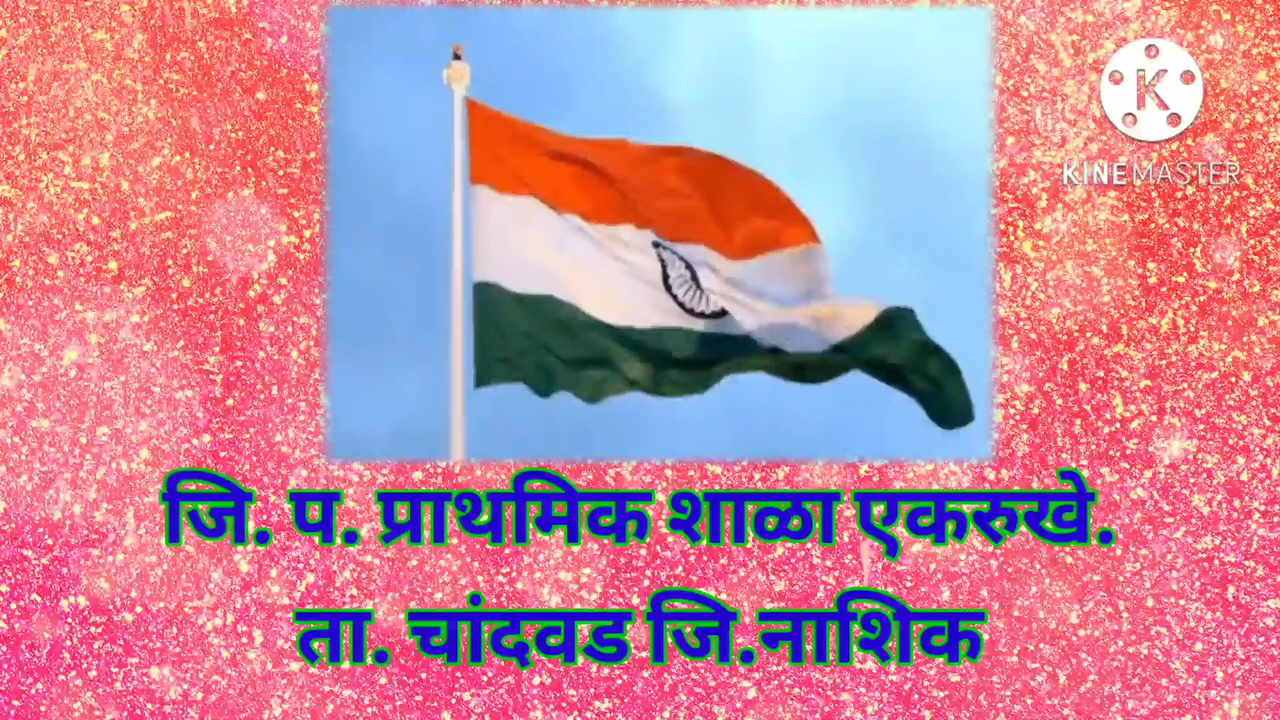 K
KINEMASTER
जि. प. प्राथमिक शाळा एकरुखे.
ता. चांदवड जि.नाशिक